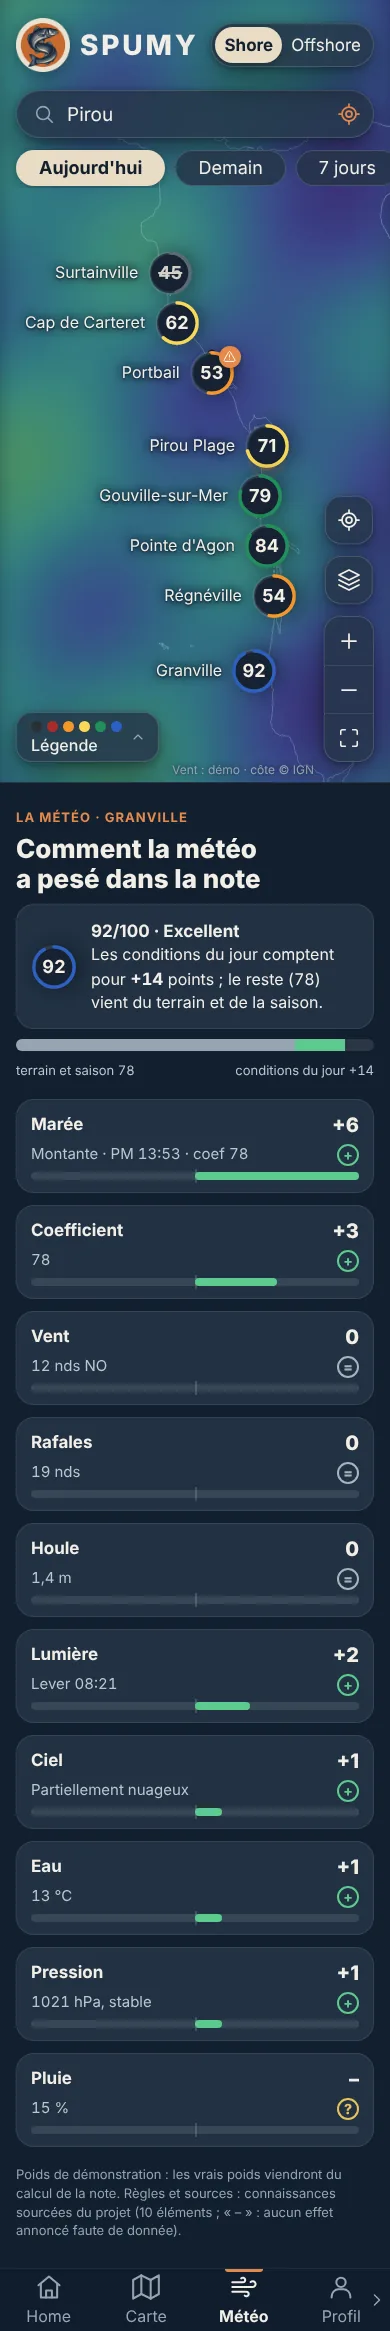 SPUMY
Shore Offshore
Pirou
Aujourd'hui Demain 7 jours
Surtainville 45
Cap de Carteret 62
Portbail 53
Pirou Plage 71
Gouville-sur-Mer 79
Pointe d'Agon 84
Régnéville 54
Granville 92
Légende
Vent : démo · côte © IGN
LA MÉTÉO · GRANVILLE
Comment la météo
a pesé dans la note
92
92/100 · Excellent
Les conditions du jour comptent
pour +14 points ; le reste (78)
vient du terrain et de la saison.
terrain et saison 78 conditions du jour +14
Marée +6
Montante · PM 13:53 · coef 78
Coefficient +3
78
Vent 0
12 nds NO
Rafales 0
19 nds
Houle 0
1,4 m
Lumière +2
Lever 08:21
Ciel +1
Partiellement nuageux
Eau +1
13 °C
Pression +1
1021 hPa, stable
Pluie –
15 % ?
Poids de démonstration : les vrais poids viendront du
calcul de la note. Règles et sources : connaissances
sourcées du projet (10 éléments ; « – » : aucun effet
annoncé faute de donnée).
Home Carte Météo Profil